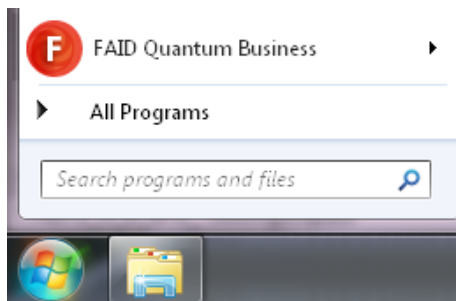 F
FAID Quantum Business
All Programs
Search programs and files